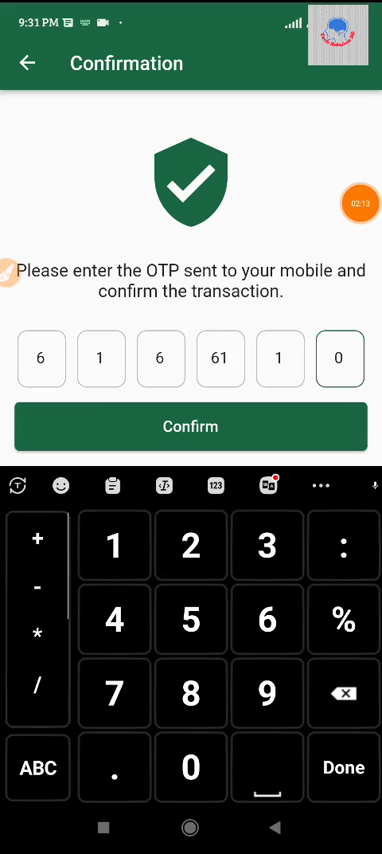 9:31 PM
Confirmation
02:13
Please enter the OTP sent to your mobile and
confirm the transaction.
6 1 6 61 1 0
Confirm
T 123
+ 1 2 3 :
- 4 5 6 %
*
/ 7 8 9
ABC . 0 Done